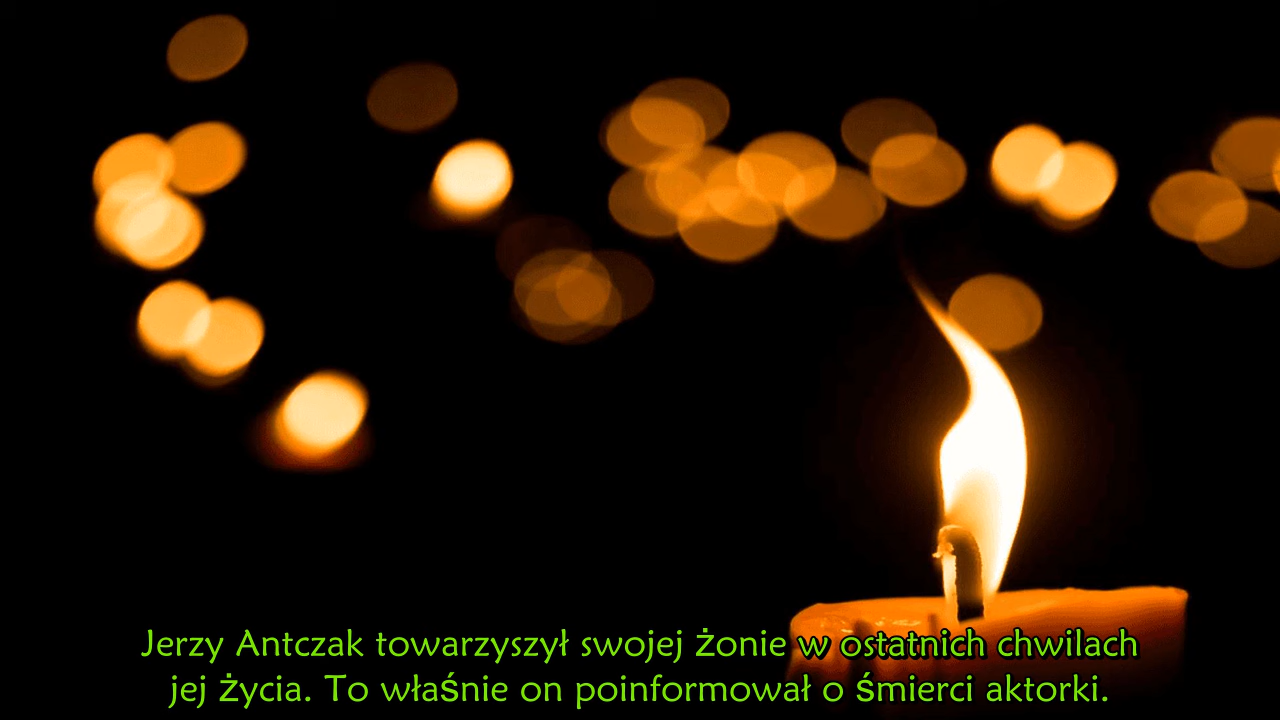 Jerzy Antczak towarzyszył swojej żonie w ostatnich chwilach
jej życia. To właśnie on poinformował o śmierci aktorki.